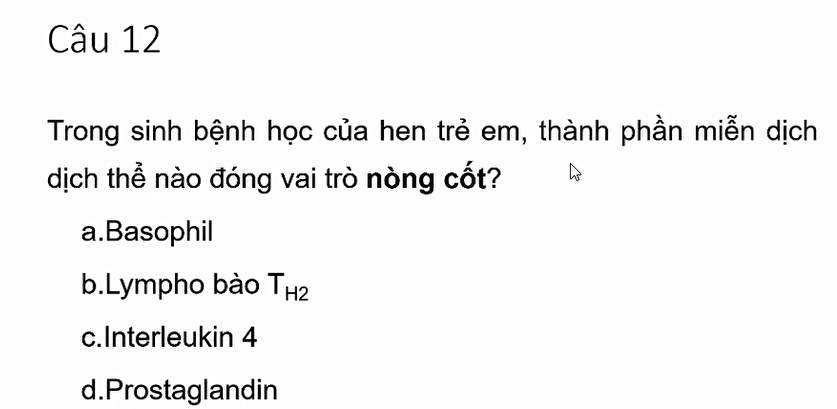 Câu 12
Trong sinh bệnh học của hen trẻ em, thành phần miễn dịch
dịch thể nào đóng vai trò nòng cốt?
a.Basophil
b.Lympho bào TH2
c.Interleukin 4
d.Prostaglandin